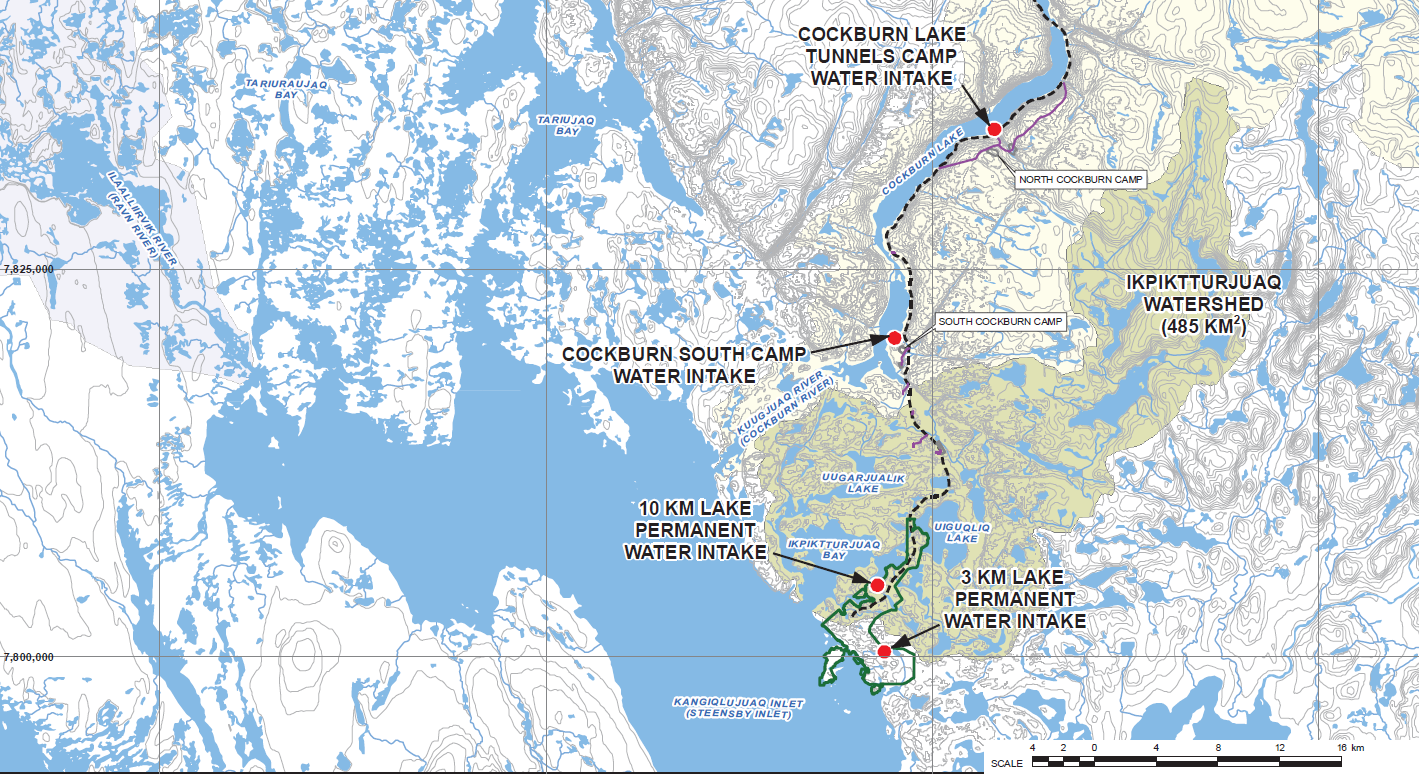 COCKBURN LAKE
TUNNELS CAMP
WATER INTAKE
TARIURAUJAQ
BAY
TARIUJAQ
BAY
COCKBURN LAKE
NORTH COCKBURN CAMP
ILAALLIIRVIK RIVER
(RAVN RIVER)
7,825,000
IKPIKTTURJUAQ
WATERSHED
(485 KM2)
SOUTH COCKBURN CAMP
COCKBURN SOUTH CAMP
WATER INTAKE
KUUGJUAQ RIVER
(COCKBURN RIVER)
UUGARJUALIK
LAKE
10 KM LAKE
PERMANENT
WATER INTAKE
UIGUQLIQ
LAKE
IKPIKTTURJUAQ
BAY
3 KM LAKE
PERMANENT
WATER INTAKE
7,800,000
KANGIQLUJUAQ INLET
(STEENSBY INLET)
4 2 0 4 8 12 16 km
SCALE